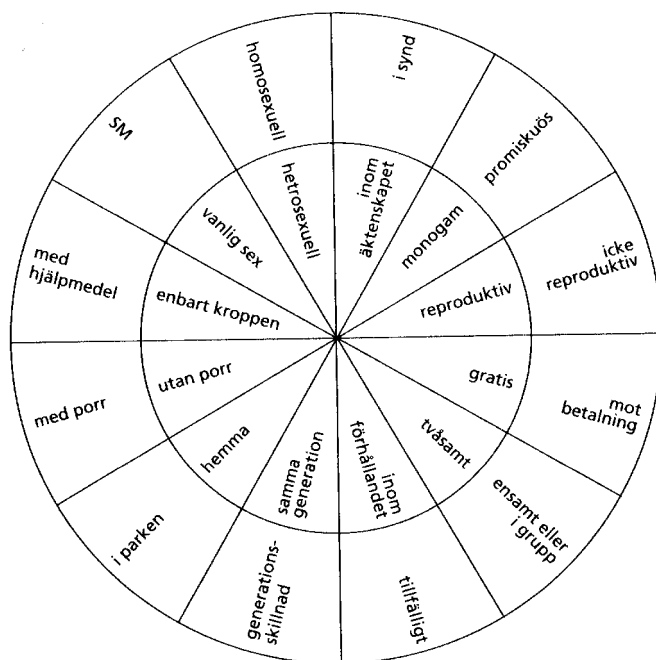 homosexuell
i synd
promiskuös
icke
reproduktiv
mot
betalning
ensamt eller
i grupp
tillfälligt
generations-
skillnad
i parken
med porr
med
hjälpmedel
SM
hetrosexuell
inom
äktenskapet
monogam
reproduktiv
gratis
tvåsamt
inom
förhållandet
samma
generation
hemma
utan porr
enbart kroppen
vanlig sex